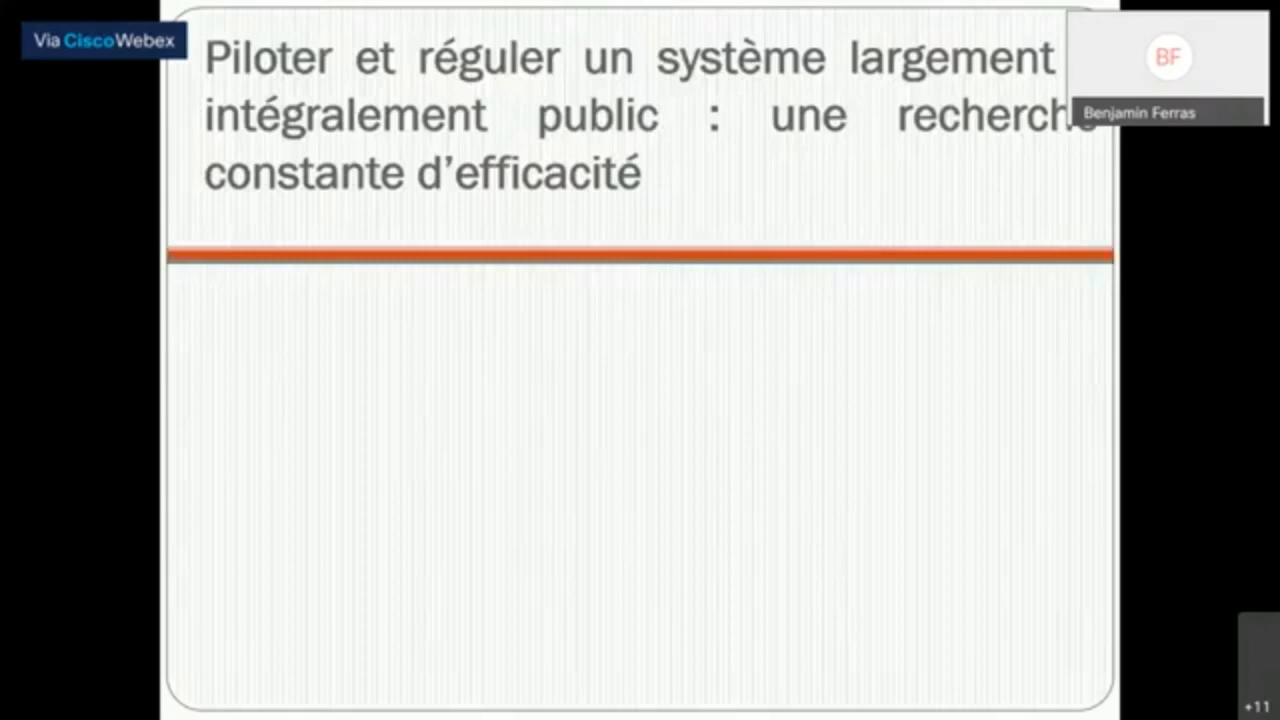 Via CiscoWebex
Piloter et réguler un système largement
intégralement public : une recherche
constante d'efficacité
BF
Benjamin Ferras
+11